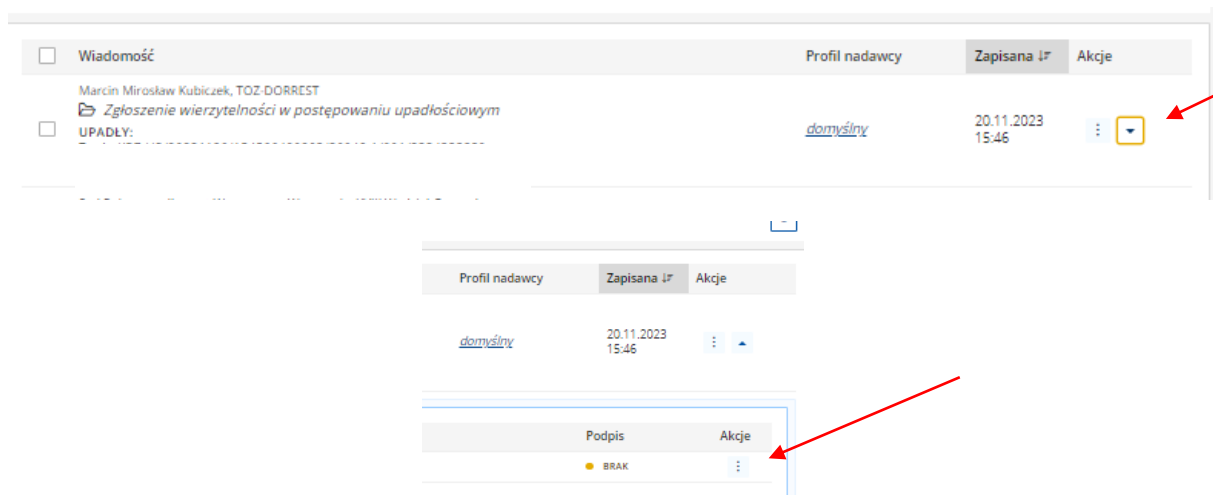 Wiadomość Profil nadawcy Zapisana Akcje
Marcin Mirosław Kubiczek, TOZ-DORREST
Zgłoszenie wierzytelności w postępowaniu upadłościowym
UPADŁY:
domyślny 20.11.2023 15:46
Profil nadawcy Zapisana Akcje
domyślny 20.11.2023 15:46
Podpis Akcje
BRAK